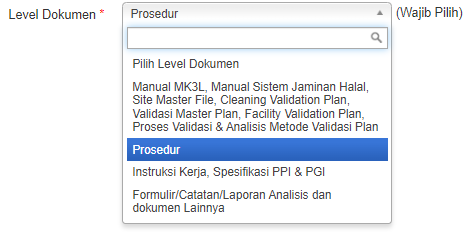 Level Dokumen * Prosedur (Wajib Pilih)
Pilih Level Dokumen
Manual MK3L, Manual Sistem Jaminan Halal,
Site Master File, Cleaning Validation Plan,
Validasi Master Plan, Facility Validation Plan,
Proses Validasi & Analisis Metode Validasi Plan
Prosedur
Instruksi Kerja, Spesifikasi PPI & PGI
Formulir/Catatan/Laporan Analisis dan
dokumen Lainnya